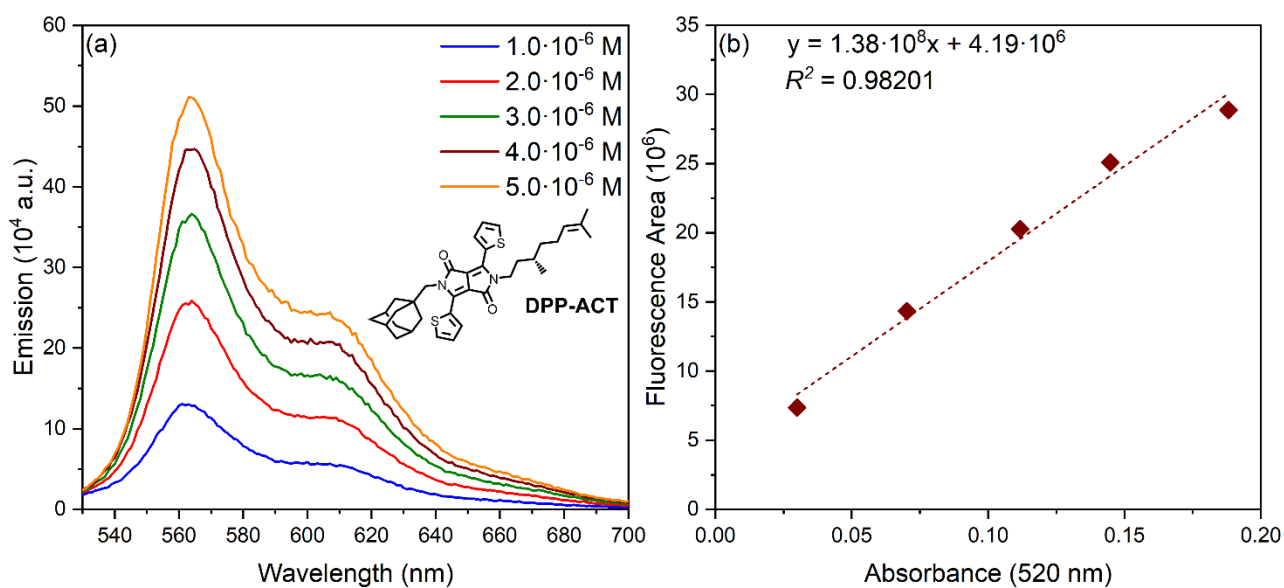 (a)
1.0·10⁻⁶ M
2.0·10⁻⁶ M
3.0·10⁻⁶ M
4.0·10⁻⁶ M
5.0·10⁻⁶ M
O
S
N
N
S
O
DPP-ACT
Emission (10⁴ a.u.)
60
50
40
30
20
10
0
540 560 580 600 620 640 660 680 700
Wavelength (nm)
(b)
y = 1.38·10⁸x + 4.19·10⁶
R² = 0.98201
Fluorescence Area (10⁶)
35
30
25
20
15
10
5
0
0.00 0.05 0.10 0.15 0.20
Absorbance (520 nm)